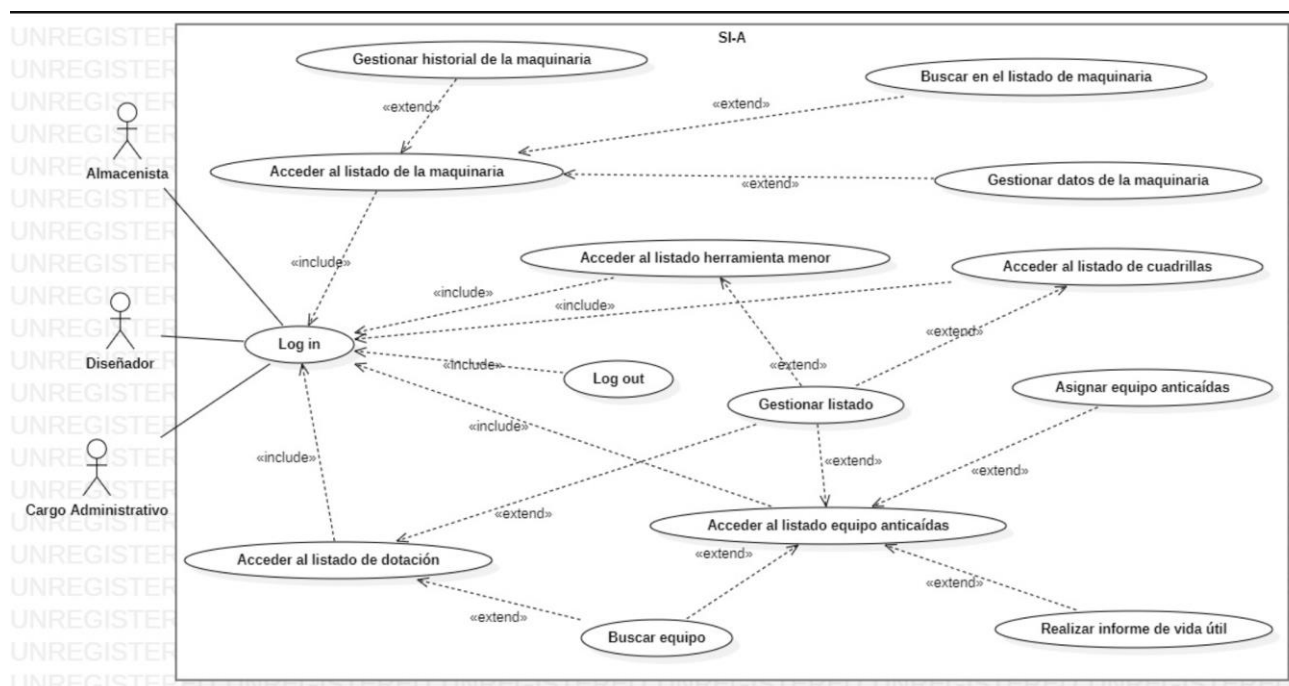 SI-A
Gestionar historial de la maquinaria
Buscar en el listado de maquinaria
«extend»
«extend»
Almacenista
Acceder al listado de la maquinaria
Gestionar datos de la maquinaria
«extend»
«include»
Acceder al listado herramienta menor
Acceder al listado de cuadrillas
«include»
«include»
«extend»
Log in
Diseñador
«include»
«extend»
Log out
Asignar equipo anticaídas
Gestionar listado
«include»
«include»
«extend»
«extend»
Cargo Administrativo
«extend»
Acceder al listado equipo anticaídas
Acceder al listado de dotación
«extend»
«extend»
«extend»
Buscar equipo
Realizar informe de vida útil
UNREGISTERED UNREGISTERED UNREGISTERED UNREGISTERED